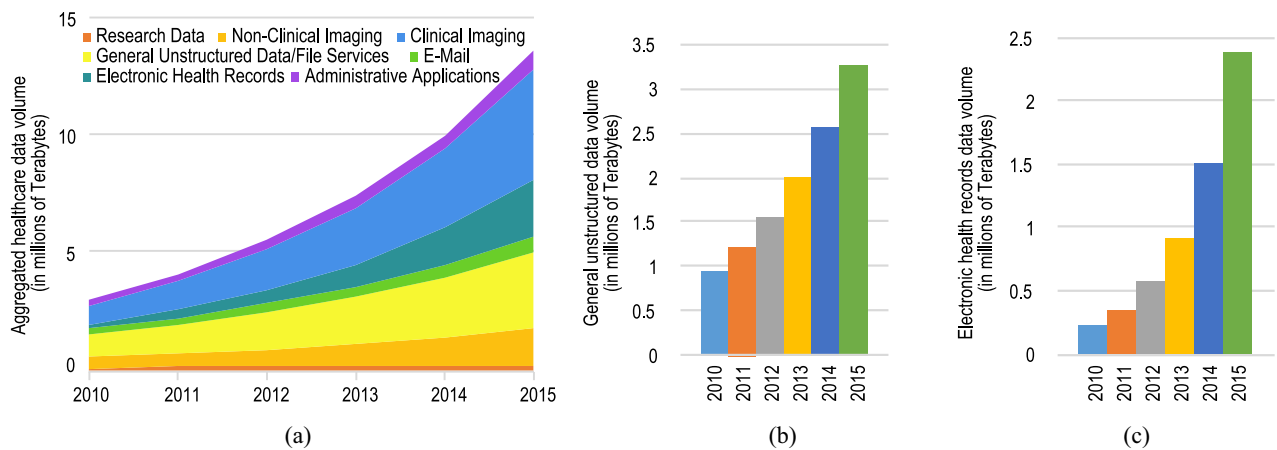 Aggregated healthcare data volume
(in millions of Terabytes)
15
10
5
0
Research Data Non-Clinical Imaging Clinical Imaging
General Unstructured Data/File Services E-Mail
Electronic Health Records Administrative Applications
2010 2011 2012 2013 2014 2015
(a)
General unstructured data volume
(in millions of Terabytes)
3.5
3
2.5
2
1.5
1
0.5
0
2010 2011 2012 2013 2014 2015
(b)
Electronic health records data volume
(in millions of Terabytes)
2.5
2
1.5
1
0.5
0
2010 2011 2012 2013 2014 2015
(c)